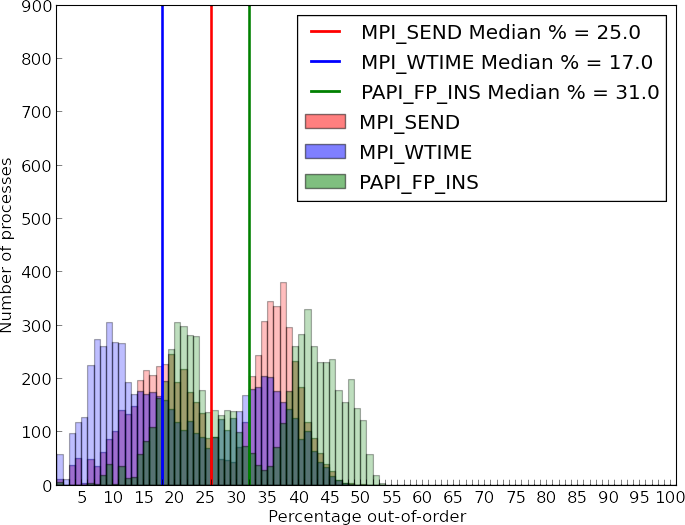 900
800
700
600
500
400
300
200
100
0
Number of processes
MPI_SEND Median % = 25.0
MPI_WTIME Median % = 17.0
PAPI_FP_INS Median % = 31.0
MPI_SEND
MPI_WTIME
PAPI_FP_INS
5 10 15 20 25 30 35 40 45 50 55 60 65 70 75 80 85 90 95 100
Percentage out-of-order